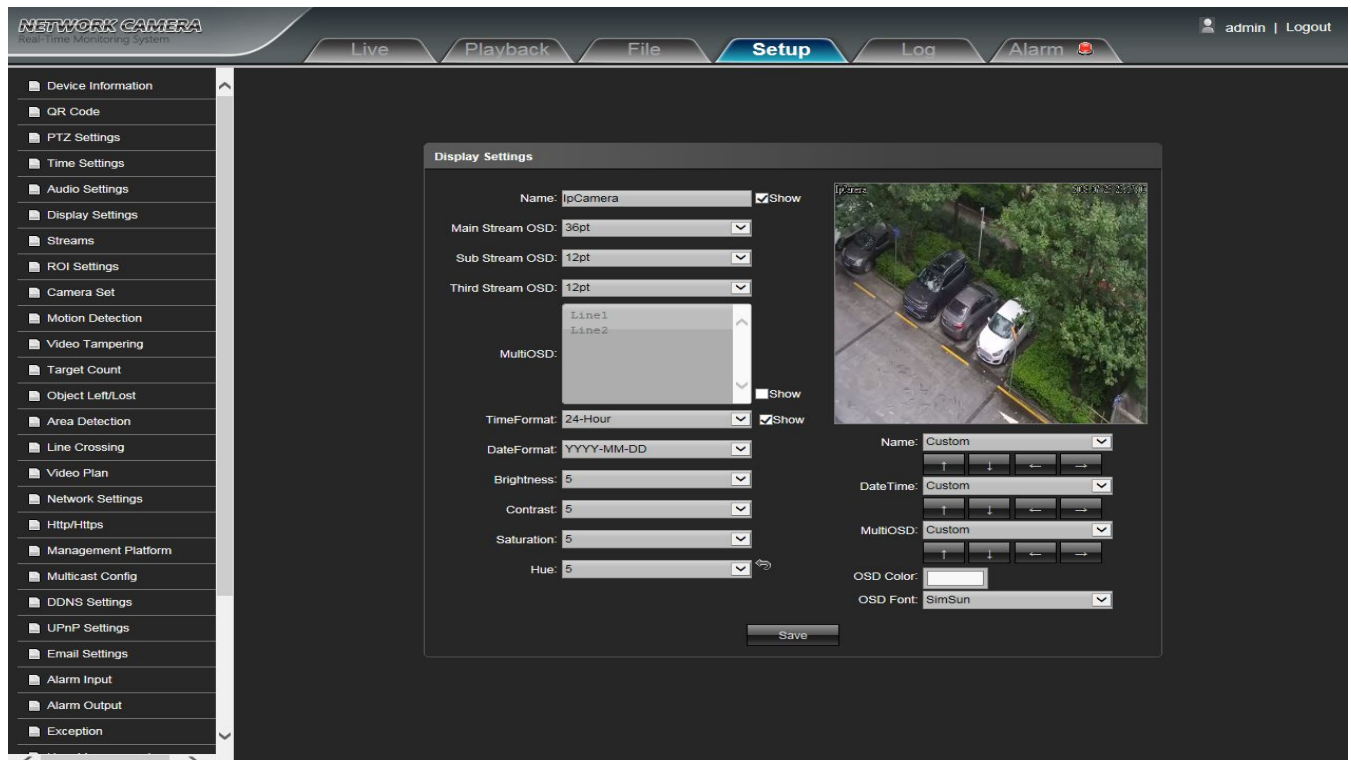 NETWORK CAMERA
Real-Time Monitoring System
admin | Logout
Live
Playback
File
Setup
Log
Alarm
Device Information
QR Code
PTZ Settings
Time Settings
Audio Settings
Display Settings
Streams
ROI Settings
Camera Set
Motion Detection
Video Tampering
Target Count
Object Left/Lost
Area Detection
Line Crossing
Video Plan
Network Settings
Http/Https
Management Platform
Multicast Config
DDNS Settings
UPnP Settings
Email Settings
Alarm Input
Alarm Output
Exception
Display Settings
Name: IpCamera Show
Main Stream OSD: 36pt
Sub Stream OSD: 12pt
Third Stream OSD: 12pt
MultiOSD: Line1
Line2
Show
TimeFormat: 24-Hour Show
DateFormat: YYYY-MM-DD
Brightness: 5
Contrast: 5
Saturation: 5
Hue: 5
IpCamera
Name: Custom
↑ ↓ ← →
DateTime: Custom
↑ ↓ ← →
MultiOSD: Custom
↑ ↓ ← →
OSD Color:
OSD Font: SimSun
Save